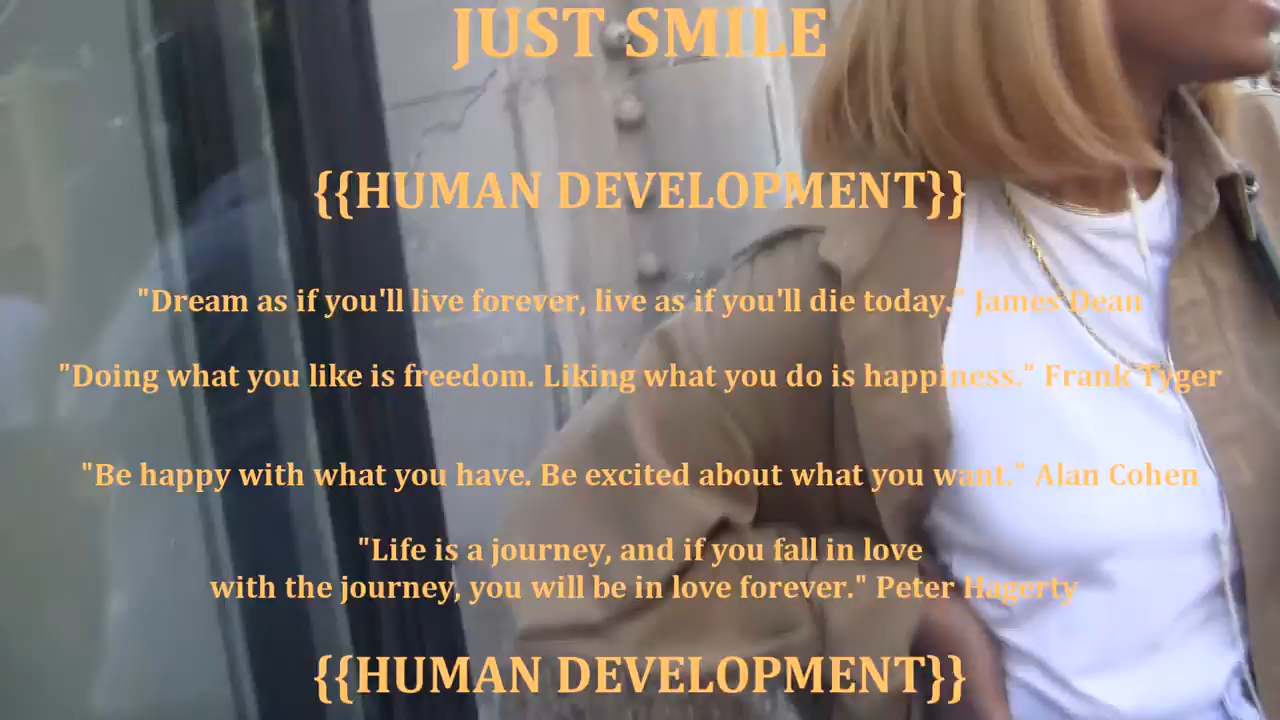 JUST SMILE
{{HUMAN DEVELOPMENT}}
"Dream as if you'll live forever, live as if you'll die today." James Dean
"Doing what you like is freedom. Liking what you do is happiness." Frank Tyger
"Be happy with what you have. Be excited about what you want." Alan Cohen
"Life is a journey, and if you fall in love
with the journey, you will be in love forever." Peter Hagerty
{{HUMAN DEVELOPMENT}}